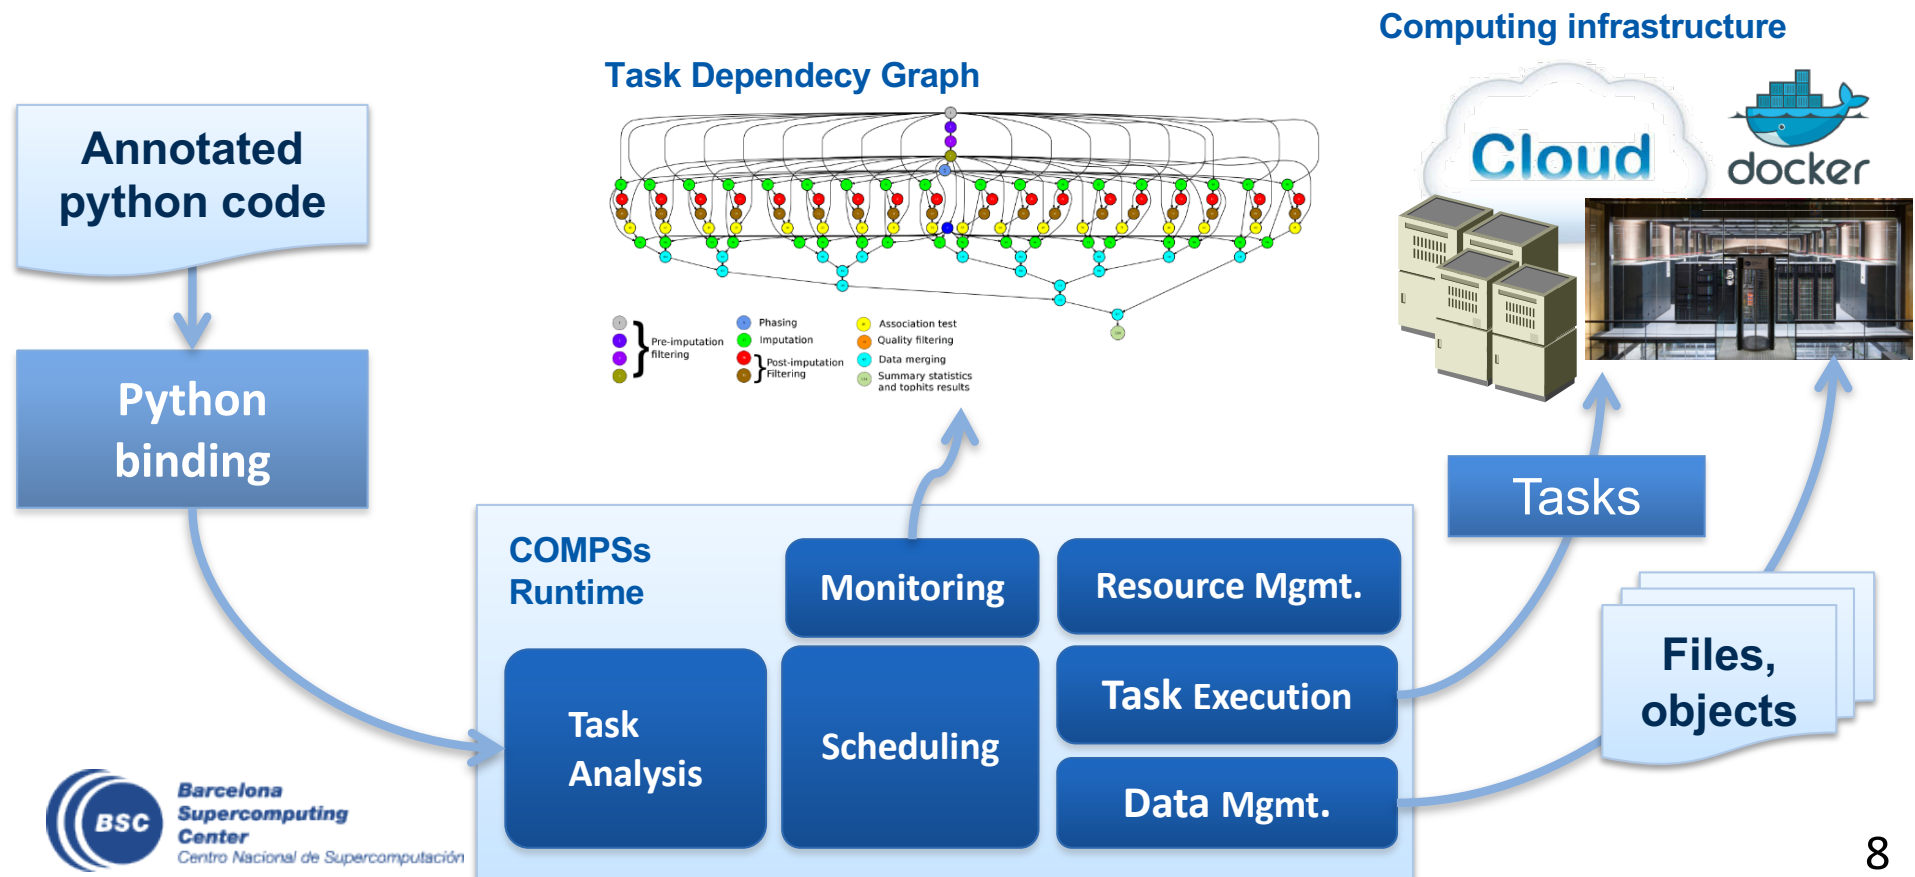 Computing infrastructure
Task Dependecy Graph
Annotated
python code
Cloud
docker
Pre-imputation
filtering
Phasing
Imputation
Post-imputation
Filtering
Association test
Quality filtering
Data merging
Summary statistics
and tophits results
Python
binding
Tasks
COMPSs
Runtime
Monitoring
Resource Mgmt.
Task
Analysis
Scheduling
Task Execution
Data Mgmt.
Files,
objects
BSC
Barcelona
Supercomputing
Center
Centro Nacional de Supercomputación
8